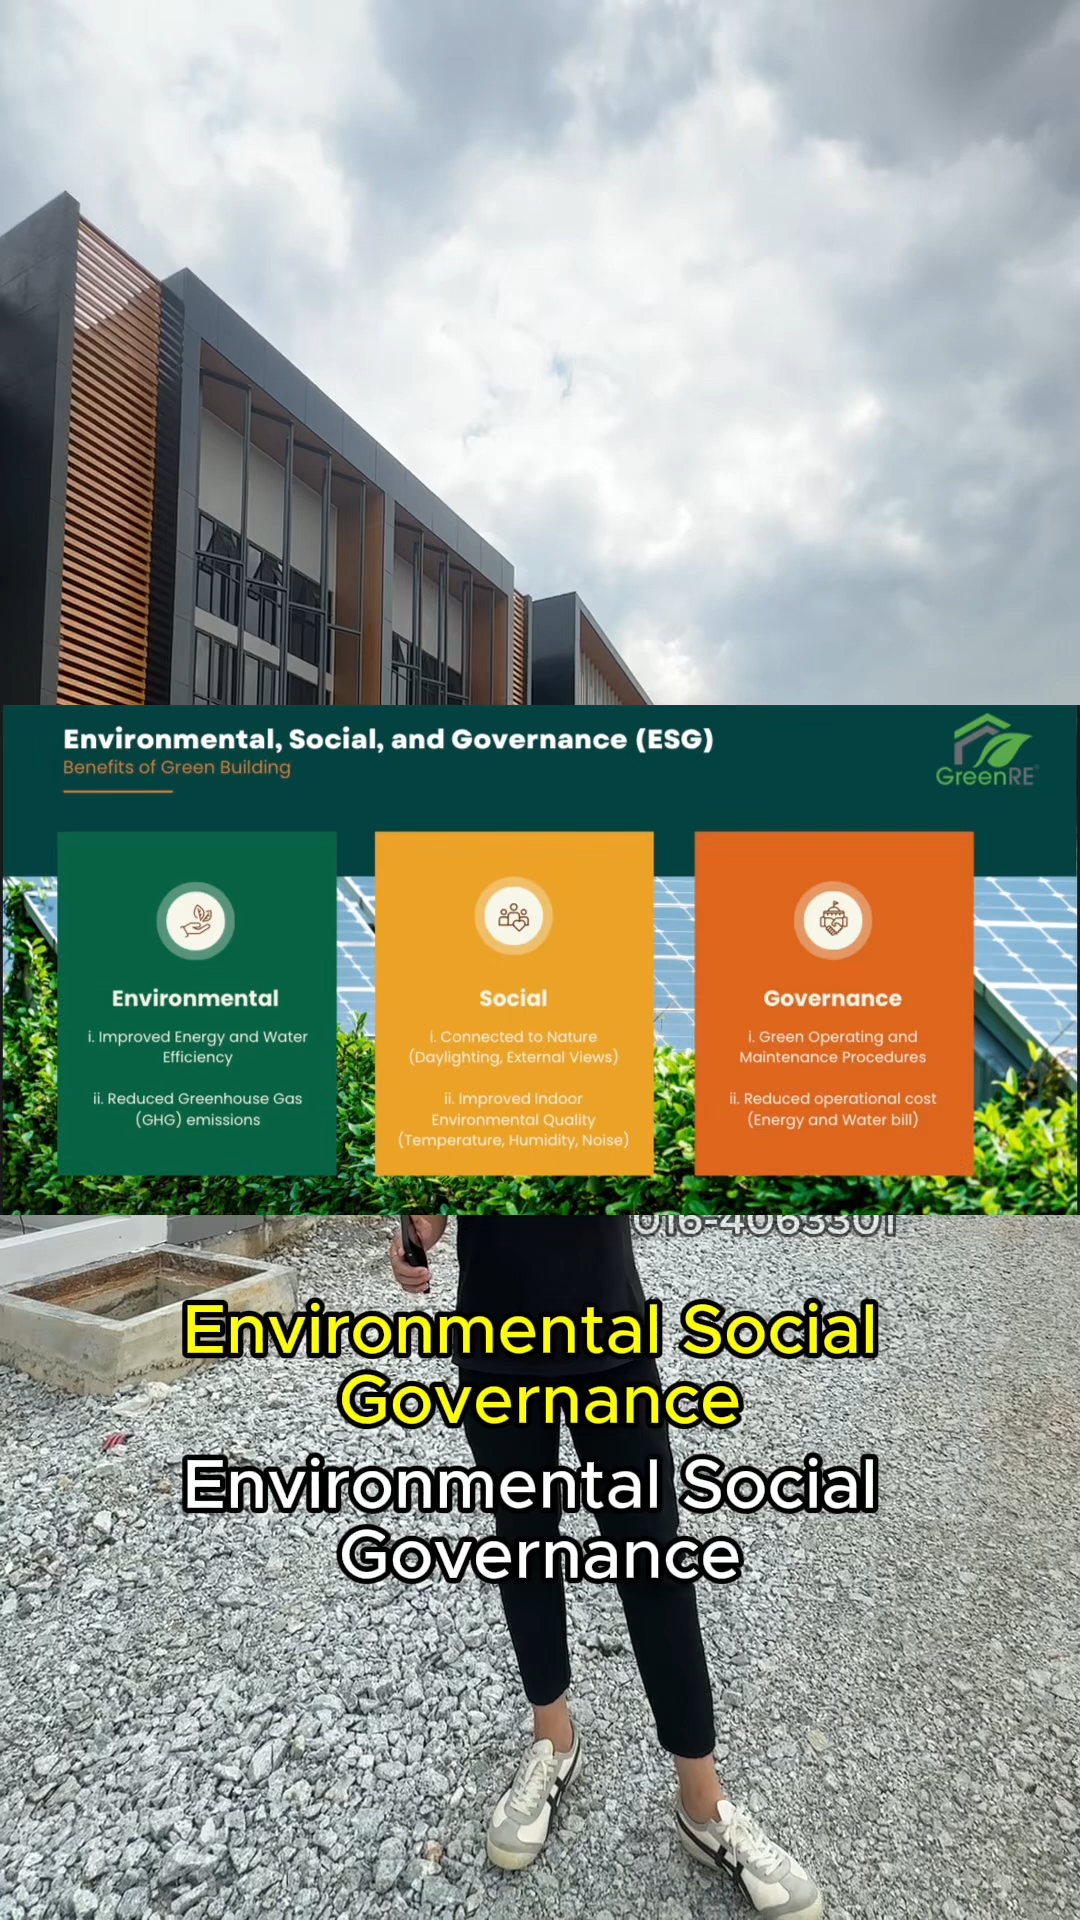 Environmental, Social, and Governance (ESG)
Benefits of Green Building
GreenRE
Environmental
i. Improved Energy and Water
Efficiency
ii. Reduced Greenhouse Gas
(GHG) emissions
Social
i. Connected to Nature
(Daylighting, External Views)
ii. Improved Indoor
Environmental Quality
(Temperature, Humidity, Noise)
Governance
i. Green Operating and
Maintenance Procedures
ii. Reduced operational cost
(Energy and Water bill)
016-4063301
Environmental Social
Governance
Environmental Social
Governance